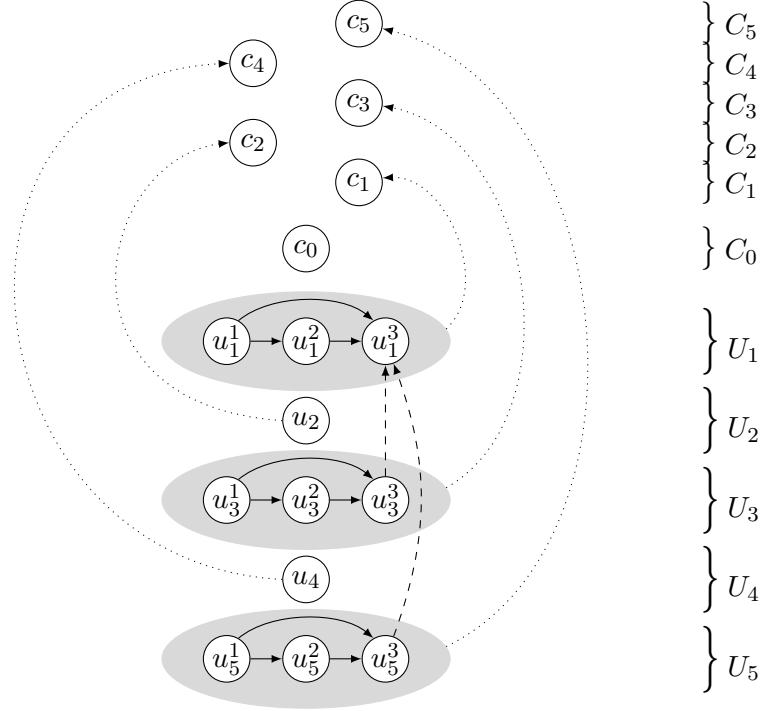 c₅ } C₅
c₄ } C₄
c₃ } C₃
c₂ } C₂
c₁ } C₁
c₀ } C₀
u₁¹ u₁² u₁³ } U₁
u₂ } U₂
u₃¹ u₃² u₃³ } U₃
u₄ } U₄
u₅¹ u₅² u₅³ } U₅